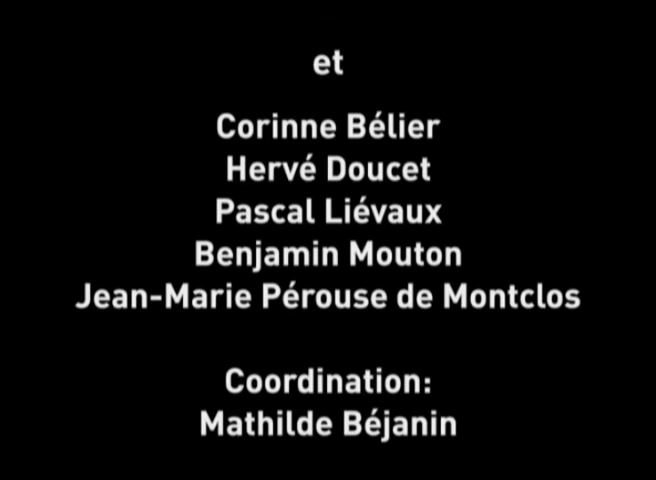 et
Corinne Bélier
Hervé Doucet
Pascal Liévaux
Benjamin Mouton
Jean-Marie Pérouse de Montclos
Coordination:
Mathilde Béjanin